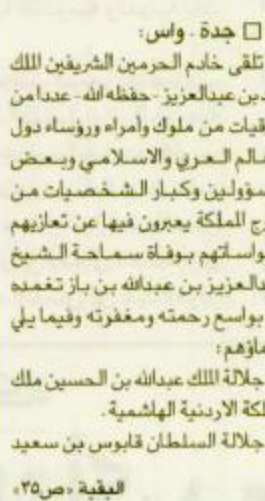 □ جدة - واس:
تلقى خادم الحرمين الشريفين الملك
دبن عبدالعزيز - حفظه الله - عددا من
قيات من ملوك وأمراء ورؤساء دول
الم العربي والاسلامي وبعض
سؤولين وكبار الشخصيات من
رج المملكة يعبرون فيها عن تعازيهم
واساتهم بوفاة سماحة الشيخ
دالعزيز بن عبدالله بن باز تغمده
بواسع رحمته ومغفرته وفيما يلي
ماؤهم:
جلالة الملك عبدالله بن الحسين ملك
لكة الاردنية الهاشمية.
جلالة السلطان قابوس بن سعيد
البقية «ص٣٥»